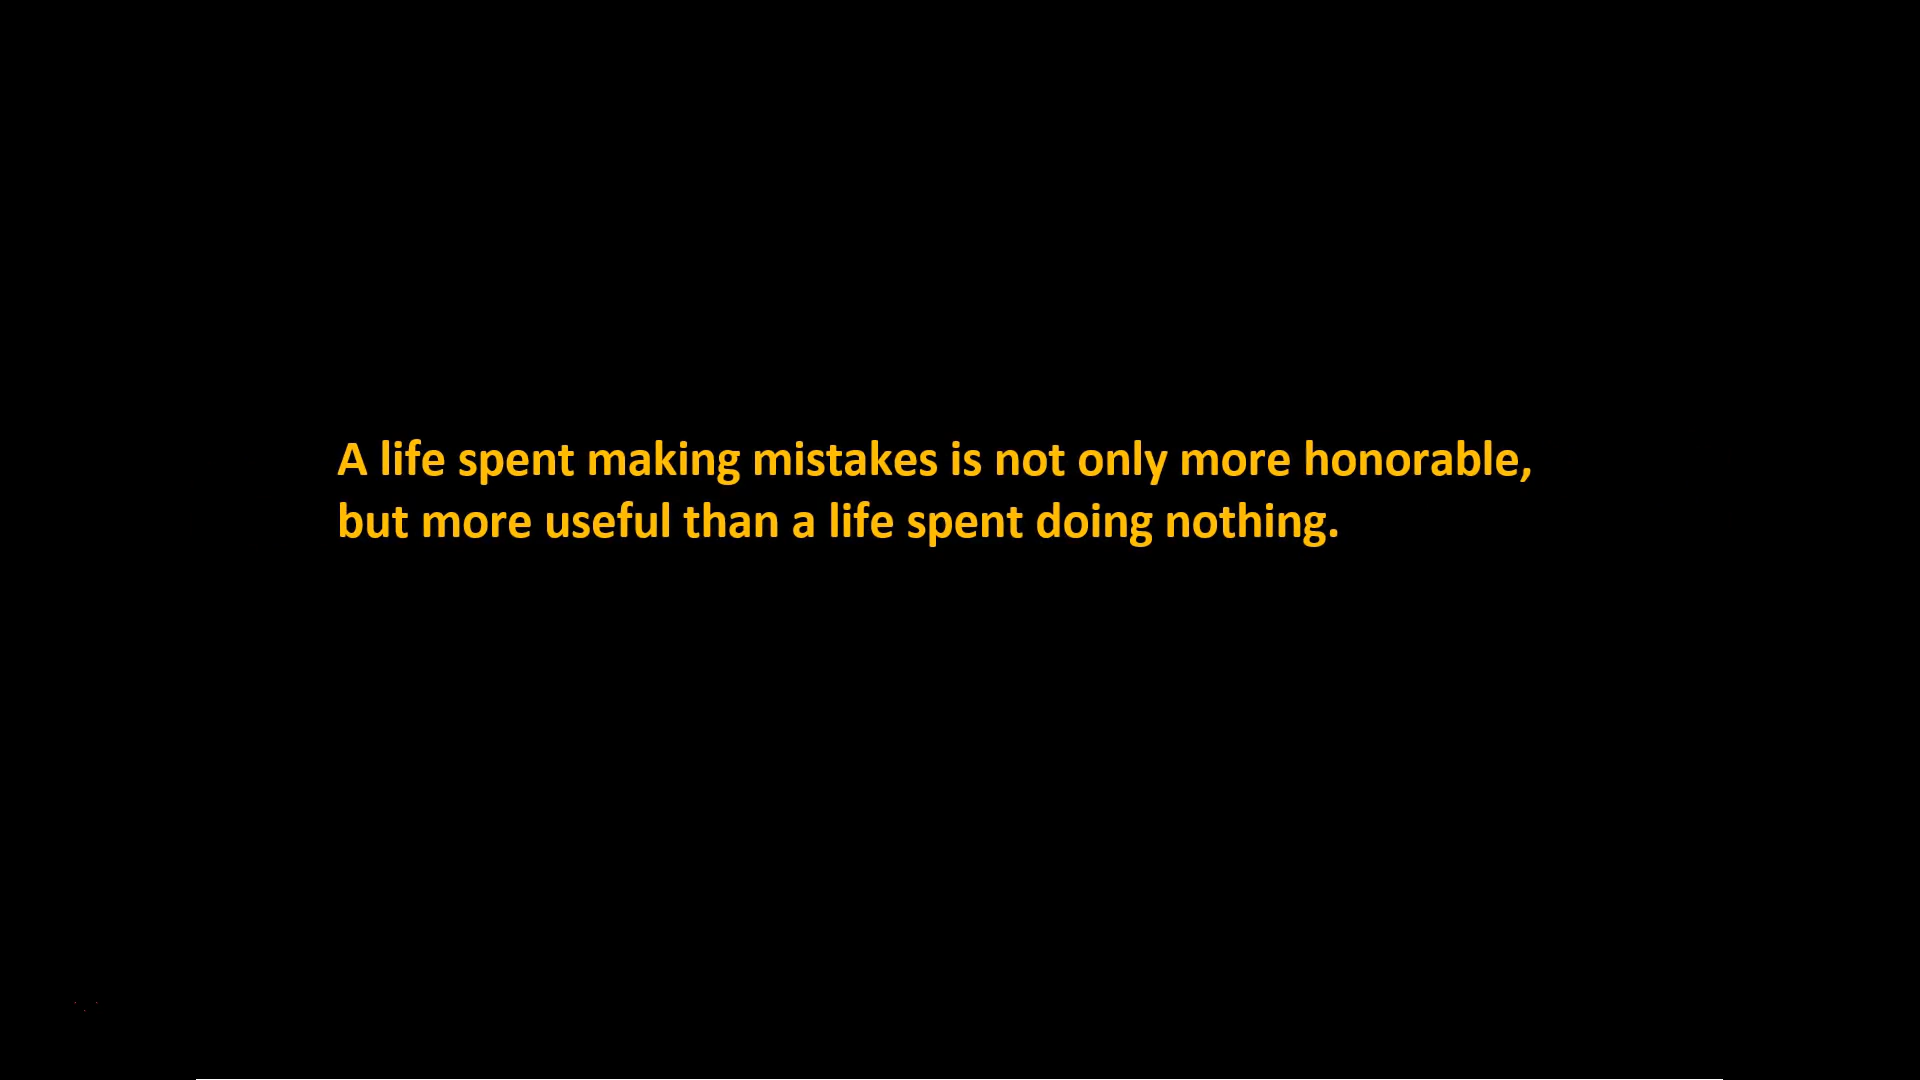 A life spent making mistakes is not only more honorable,
but more useful than a life spent doing nothing.